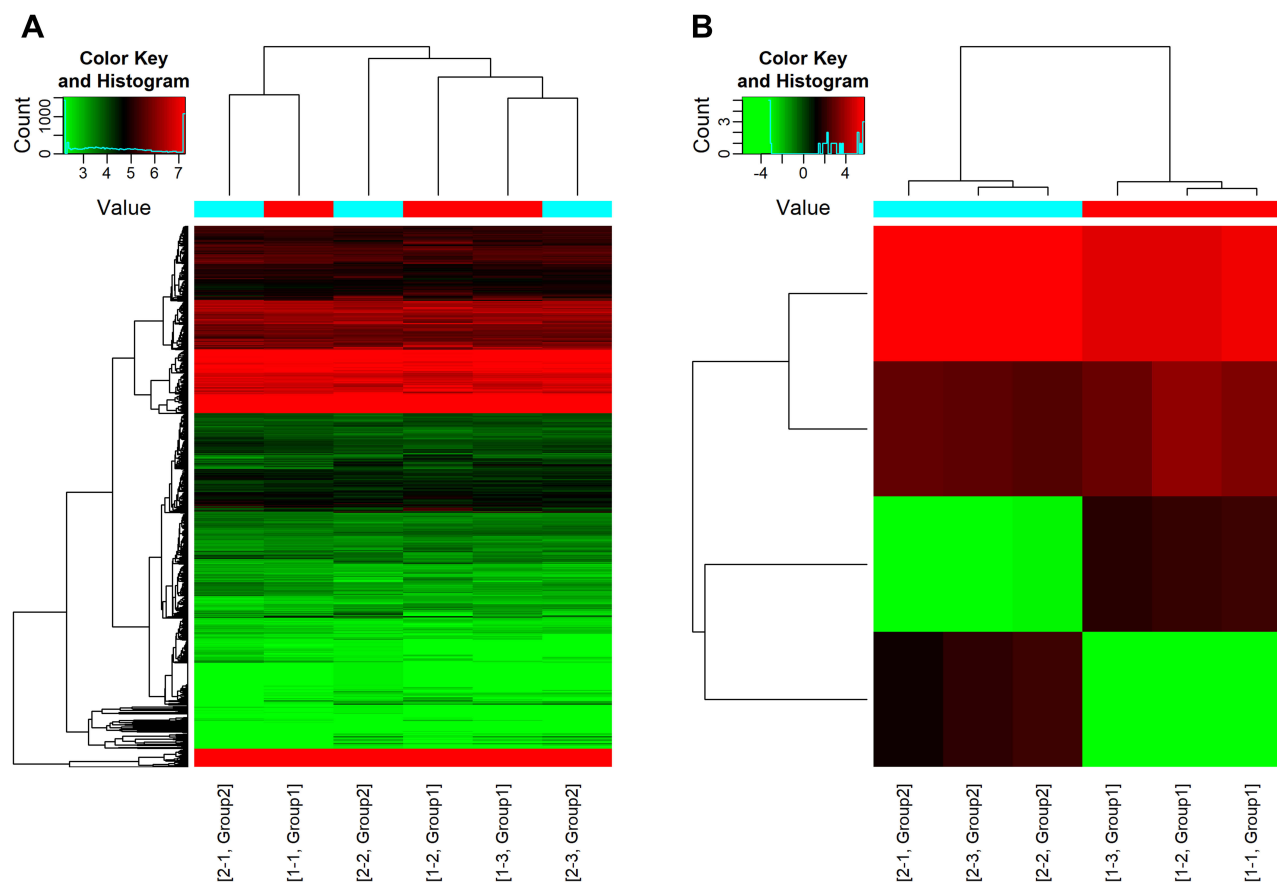 A
Color Key
and Histogram
Count
0
1000
3 4 5 6 7
Value
[2-1, Group2]
[1-1, Group1]
[2-2, Group2]
[1-2, Group1]
[1-3, Group1]
[2-3, Group2]
B
Color Key
and Histogram
Count
0
3
-4 0 4
Value
[2-1, Group2]
[2-3, Group2]
[2-2, Group2]
[1-3, Group1]
[1-2, Group1]
[1-1, Group1]